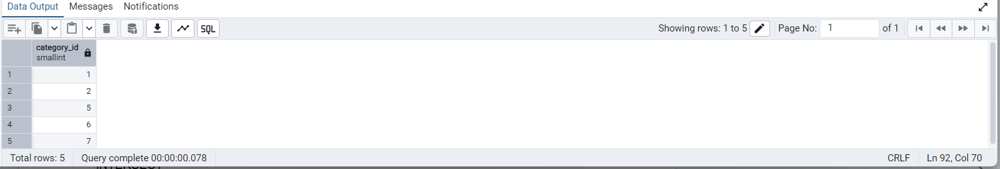 Data Output Messages Notifications
SQL Showing rows: 1 to 5 Page No: 1 of 1
category_id
smallint
1 1
2 2
3 5
4 6
5 7
Total rows: 5 Query complete 00:00:00.078 CRLF Ln 92, Col 70